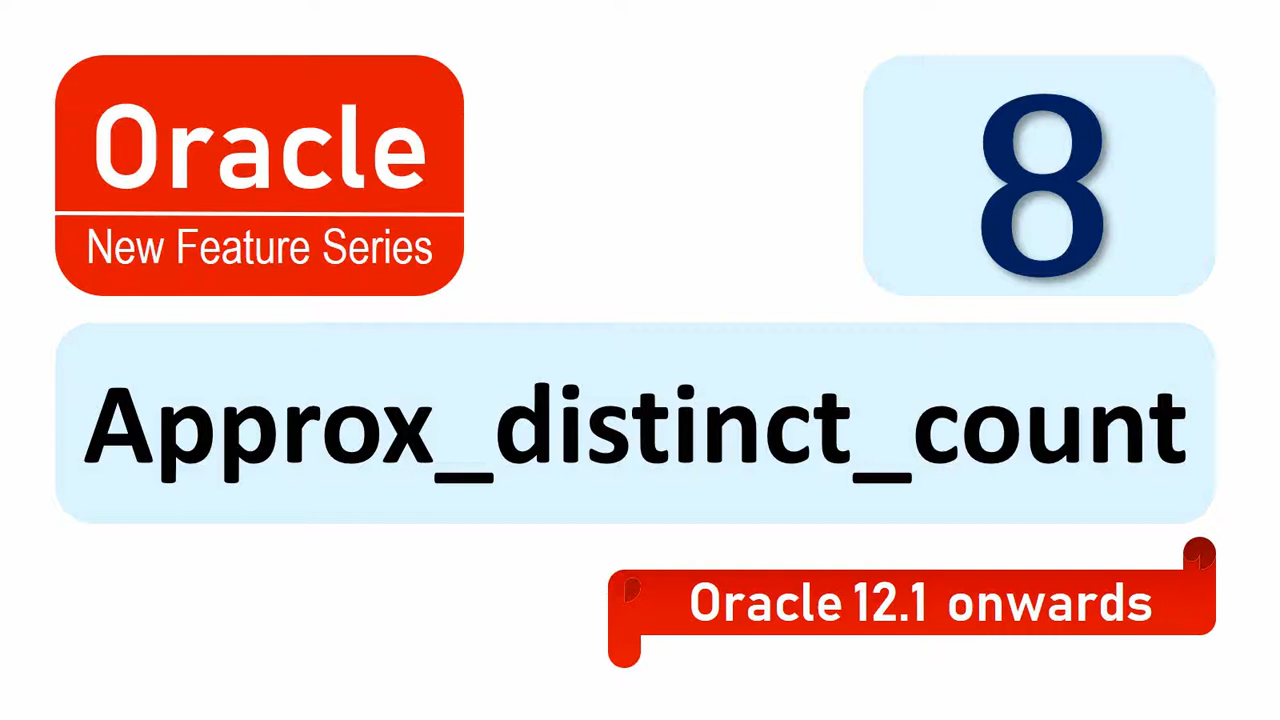 Oracle
New Feature Series
8
Approx_distinct_count
Oracle 12.1 onwards